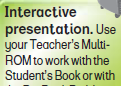 Interactive
presentation. Use
your Teacher's Multi-
ROM to work with the
Student's Book or with